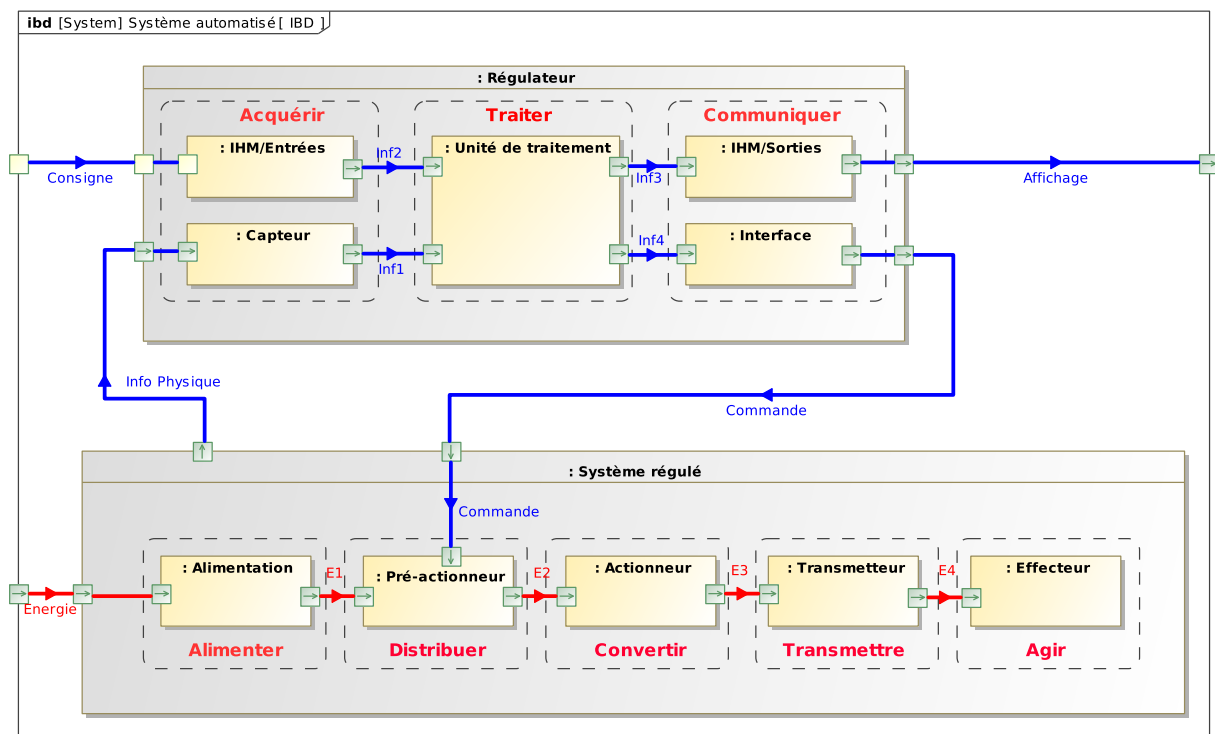 ibd [System] Système automatisé [ IBD ]
: Régulateur
Acquérir
Traiter
Communiquer
: IHM/Entrées
: Unité de traitement
: IHM/Sorties
Inf2
Inf3
Consigne
Affichage
: Capteur
: Interface
Inf4
Inf1
Info Physique
Commande
: Système régulé
Commande
: Alimentation
: Pré-actionneur
: Actionneur
: Transmetteur
: Effecteur
E1
E2
E3
E4
Energie
Alimenter
Distribuer
Convertir
Transmettre
Agir